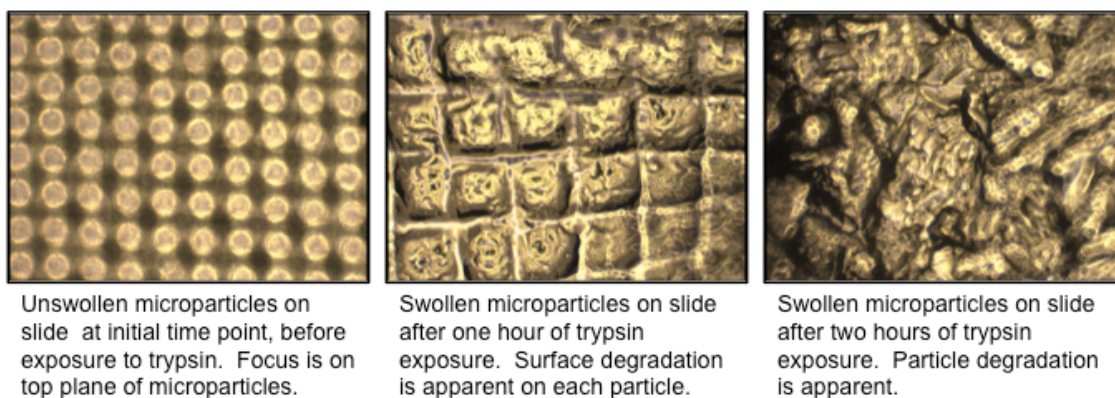 Unswollen microparticles on
slide at initial time point, before
exposure to trypsin. Focus is on
top plane of microparticles.
Swollen microparticles on slide
after one hour of trypsin
exposure. Surface degradation
is apparent on each particle.
Swollen microparticles on slide
after two hours of trypsin
exposure. Particle degradation
is apparent.